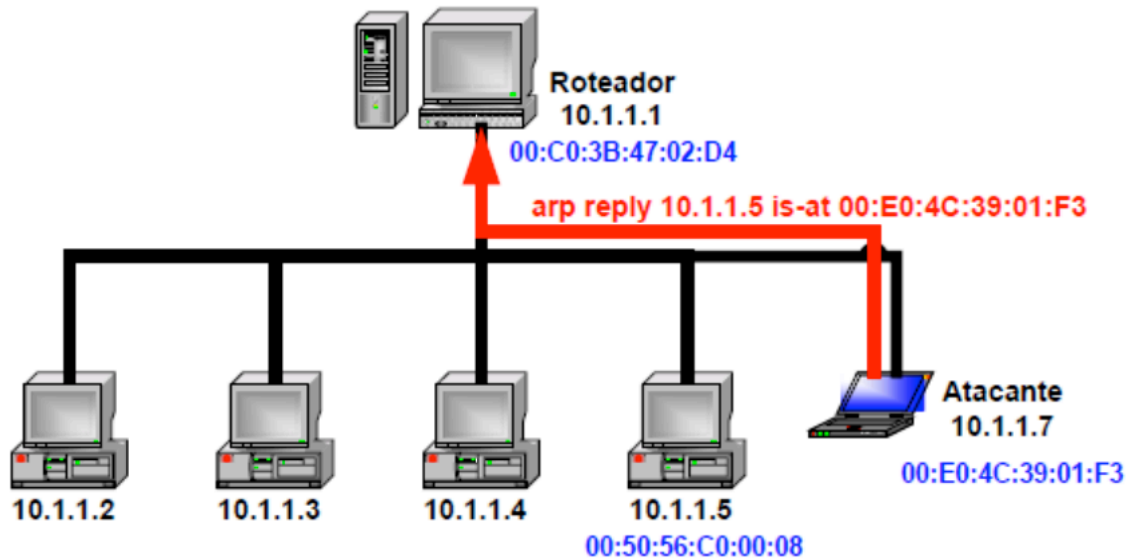 Roteador
10.1.1.1
00:C0:3B:47:02:D4
arp reply 10.1.1.5 is-at 00:E0:4C:39:01:F3
Atacante
10.1.1.7
00:E0:4C:39:01:F3
10.1.1.2
10.1.1.3
10.1.1.4
10.1.1.5
00:50:56:C0:00:08